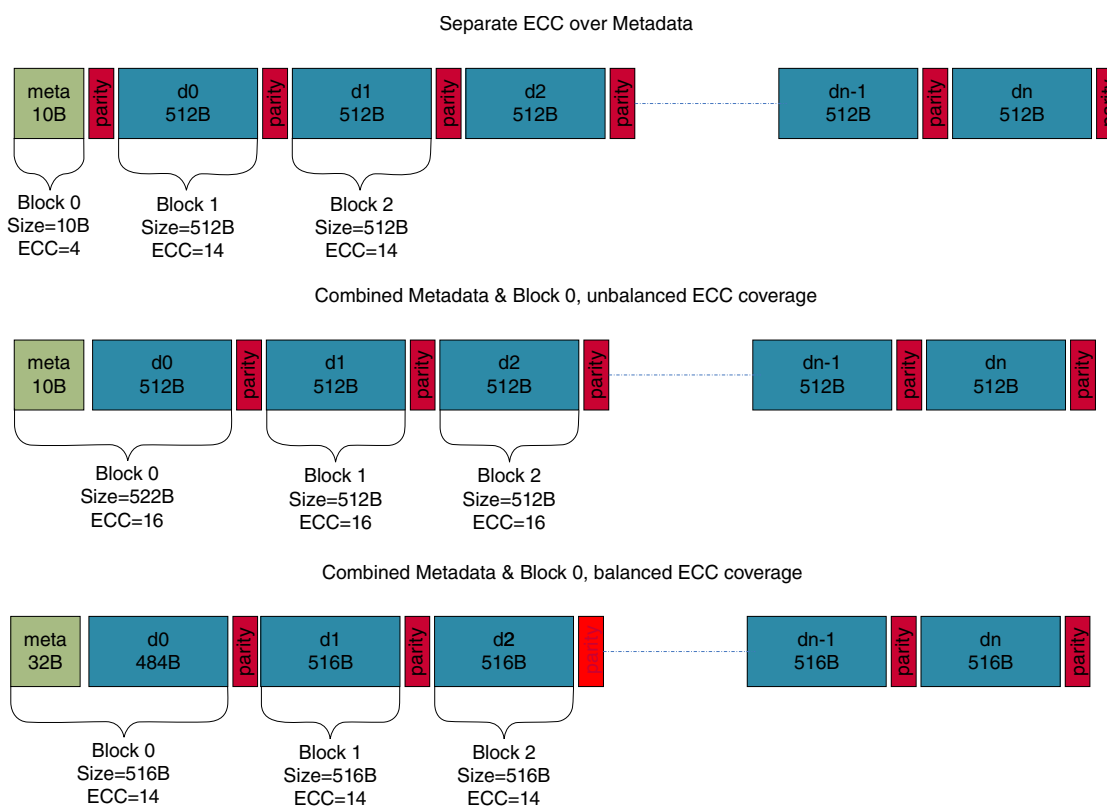 Separate ECC over Metadata
meta
10B
parity
d0
512B
parity
d1
512B
parity
d2
512B
parity
dn-1
512B
parity
dn
512B
parity
Block 0
Size=10B
ECC=4
Block 1
Size=512B
ECC=14
Block 2
Size=512B
ECC=14
Combined Metadata & Block 0, unbalanced ECC coverage
meta
10B
d0
512B
parity
d1
512B
parity
d2
512B
parity
dn-1
512B
parity
dn
512B
parity
Block 0
Size=522B
ECC=16
Block 1
Size=512B
ECC=16
Block 2
Size=512B
ECC=16
Combined Metadata & Block 0, balanced ECC coverage
meta
32B
d0
484B
parity
d1
516B
parity
d2
516B
parity
dn-1
516B
parity
dn
516B
parity
Block 0
Size=516B
ECC=14
Block 1
Size=516B
ECC=14
Block 2
Size=516B
ECC=14